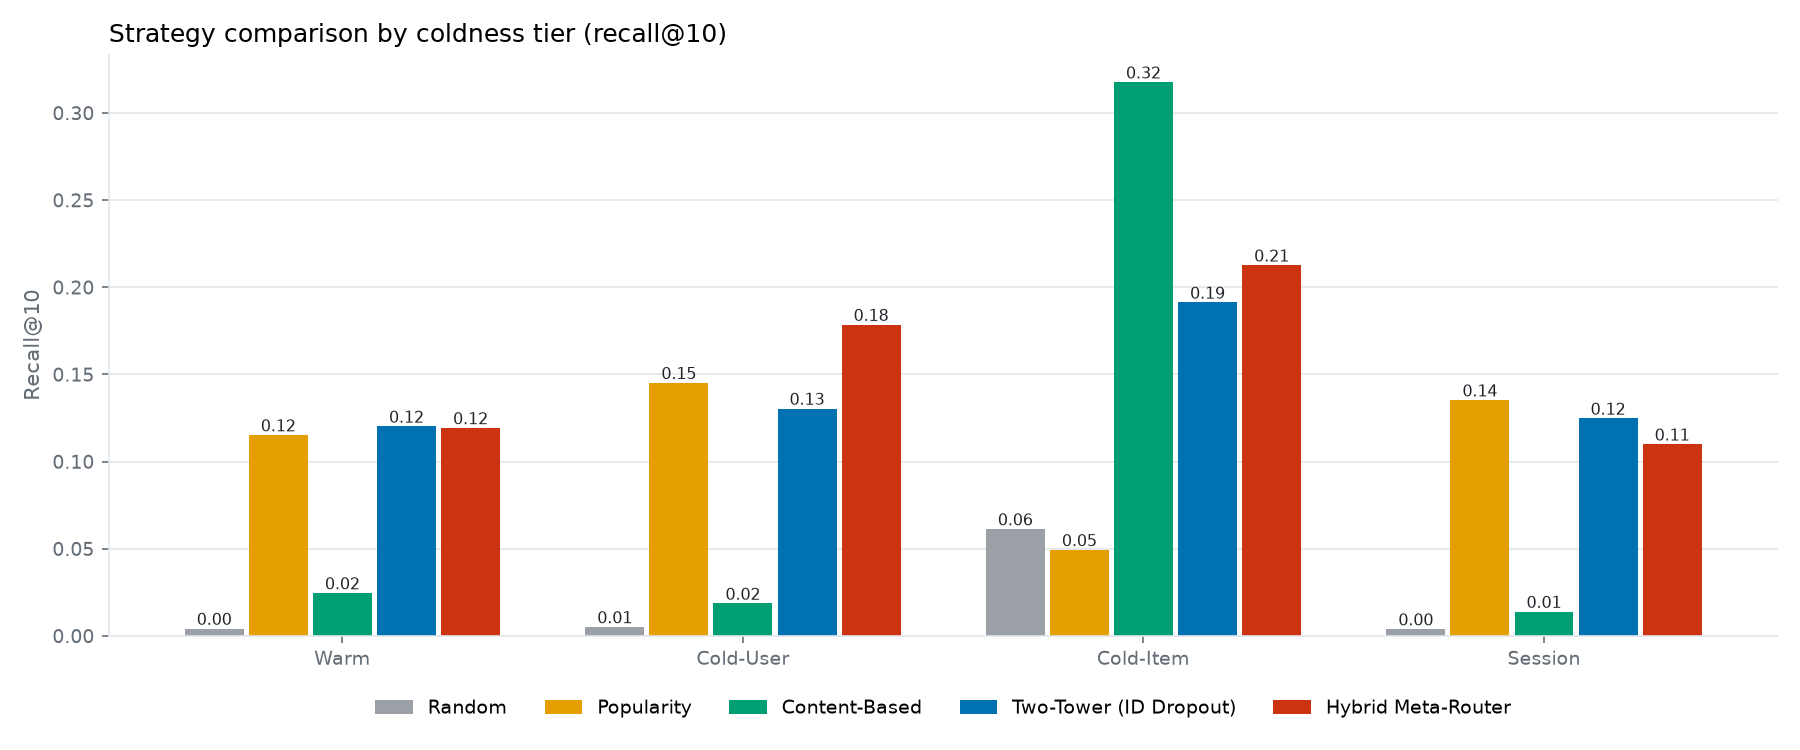 Strategy comparison by coldness tier (recall@10)
Recall@10
0.30
0.25
0.20
0.15
0.10
0.05
0.00
0.00
0.12
0.02
0.12
0.12
0.01
0.15
0.02
0.13
0.18
0.06
0.05
0.32
0.19
0.21
0.00
0.14
0.01
0.12
0.11
Warm
Cold-User
Cold-Item
Session
Random
Popularity
Content-Based
Two-Tower (ID Dropout)
Hybrid Meta-Router